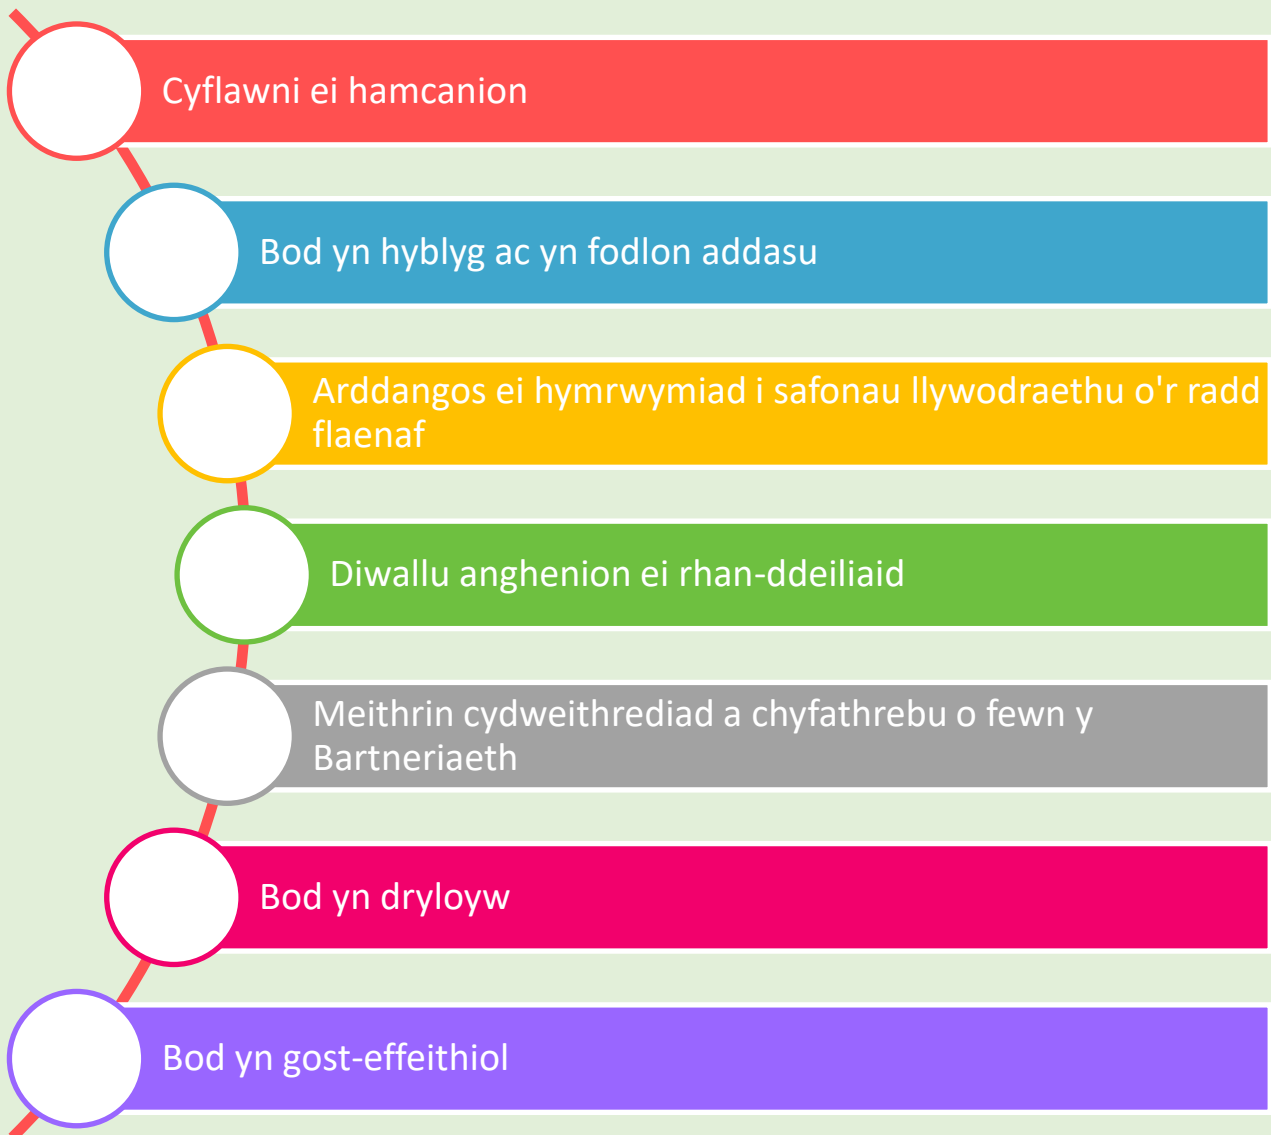 Cyflawni ei hamcanion
Bod yn hyblyg ac yn fodlon addasu
Arddangos ei hymrwymiad i safonau llywodraethu o'r radd
flaenaf
Diwallu anghenion ei rhan-ddeiliaid
Meithrin cydweithrediad a chyfathrebu o fewn y
Bartneriaeth
Bod yn dryloyw
Bod yn gost-effeithiol